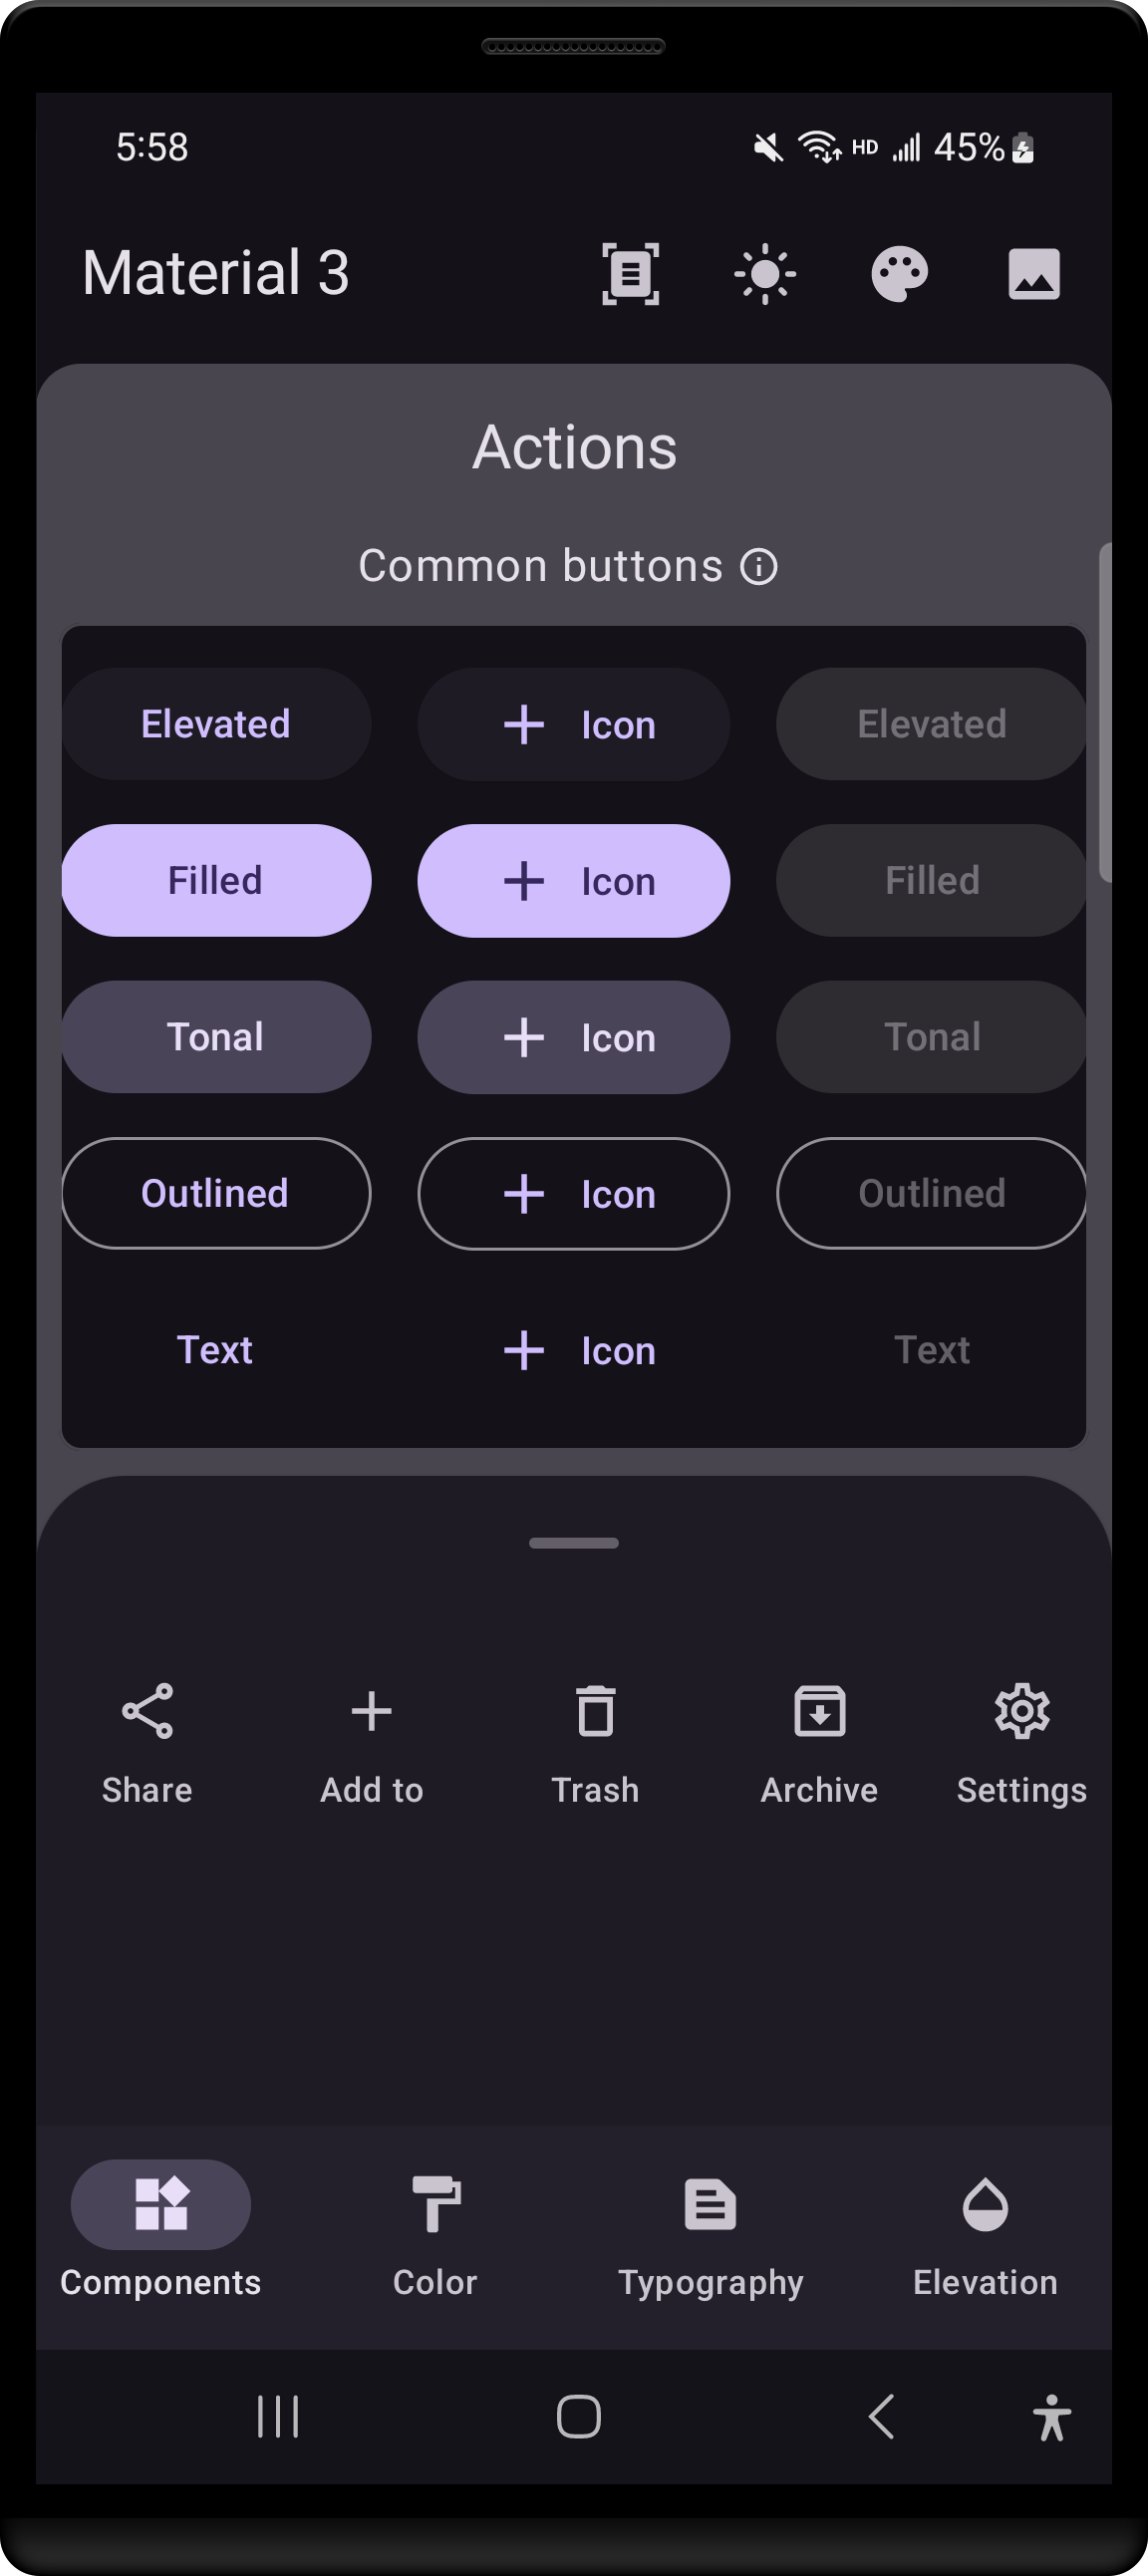 5:58 HD 45%
Material 3
Actions
Common buttons
Elevated Icon Elevated
Filled Icon Filled
Tonal Icon Tonal
Outlined Icon Outlined
Text Icon Text
Share Add to Trash Archive Settings
Components Color Typography Elevation